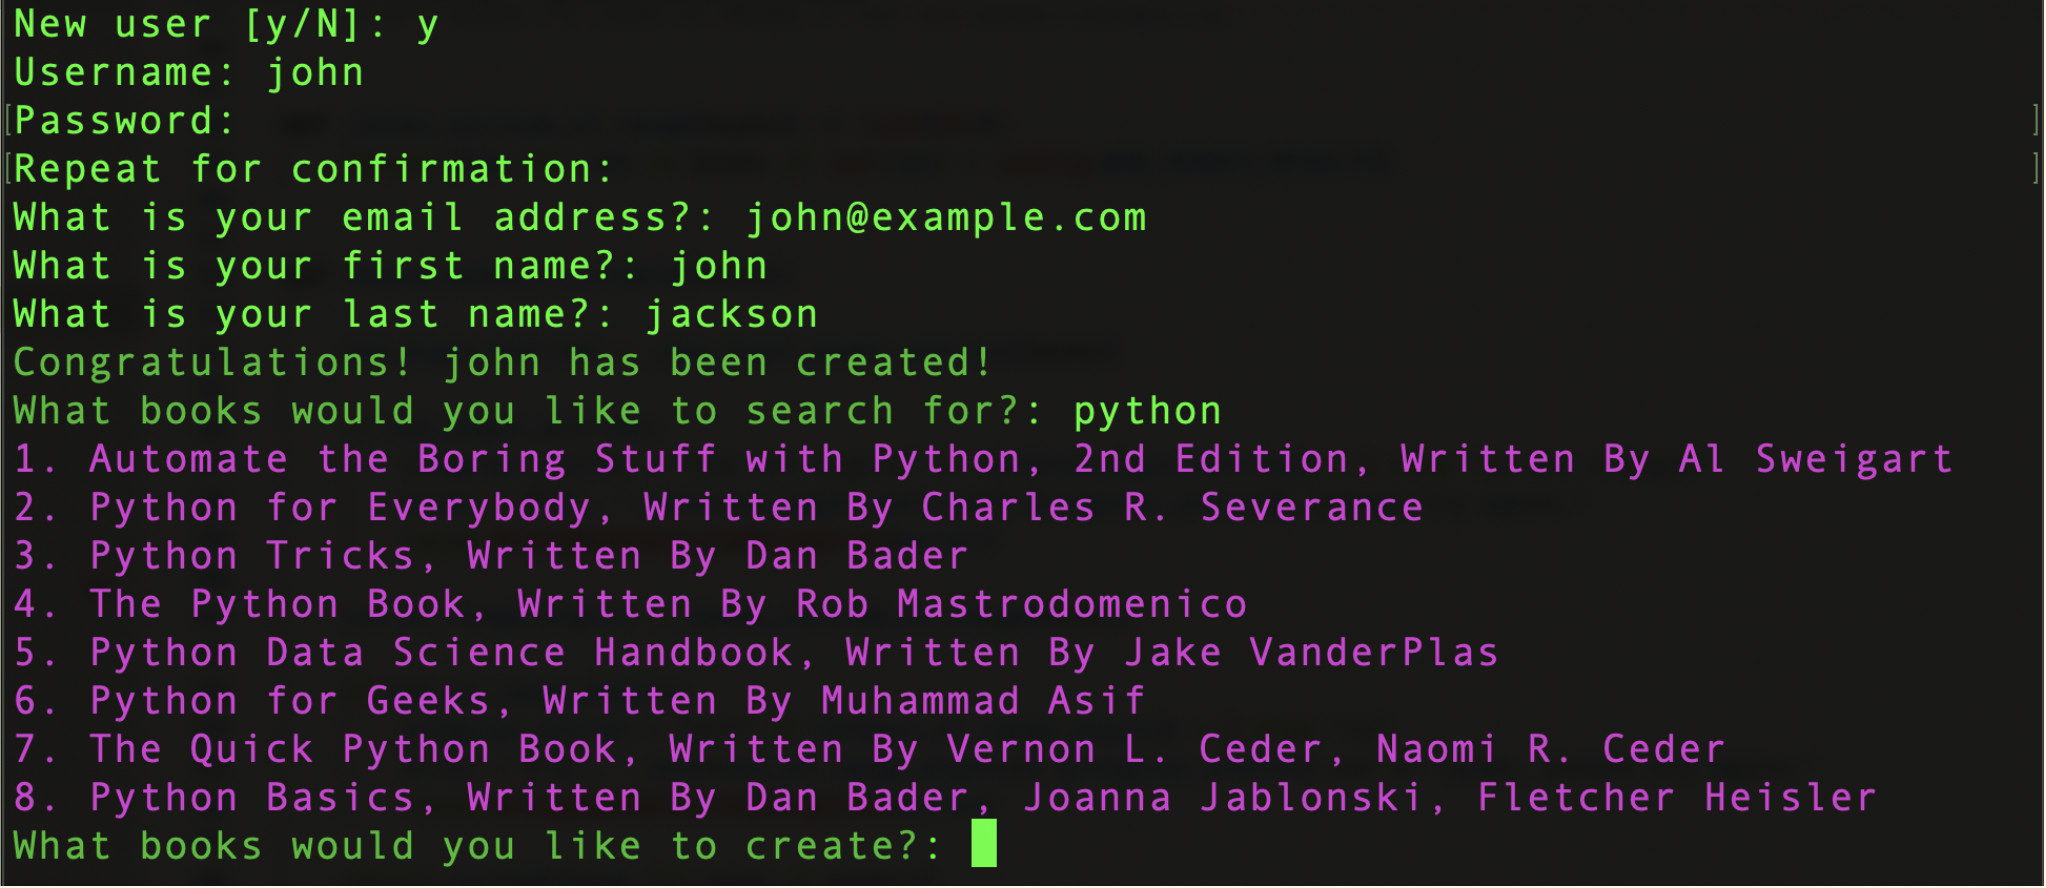 New user [y/N]: y
Username: john
[Password: ]
[Repeat for confirmation: ]
What is your email address?: john@example.com
What is your first name?: john
What is your last name?: jackson
Congratulations! john has been created!
What books would you like to search for?: python
1. Automate the Boring Stuff with Python, 2nd Edition, Written By Al Sweigart
2. Python for Everybody, Written By Charles R. Severance
3. Python Tricks, Written By Dan Bader
4. The Python Book, Written By Rob Mastrodomenico
5. Python Data Science Handbook, Written By Jake VanderPlas
6. Python for Geeks, Written By Muhammad Asif
7. The Quick Python Book, Written By Vernon L. Ceder, Naomi R. Ceder
8. Python Basics, Written By Dan Bader, Joanna Jablonski, Fletcher Heisler
What books would you like to create?: